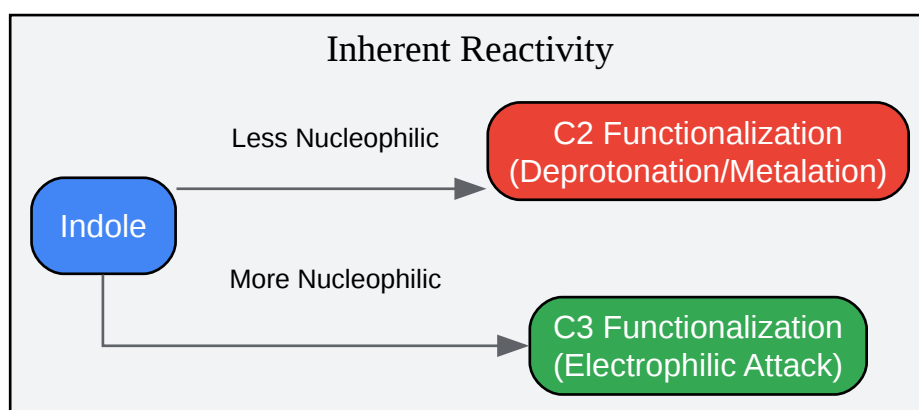 Inherent Reactivity
Less Nucleophilic
C2 Functionalization
(Deprotonation/Metalation)
Indole
More Nucleophilic
C3 Functionalization
(Electrophilic Attack)